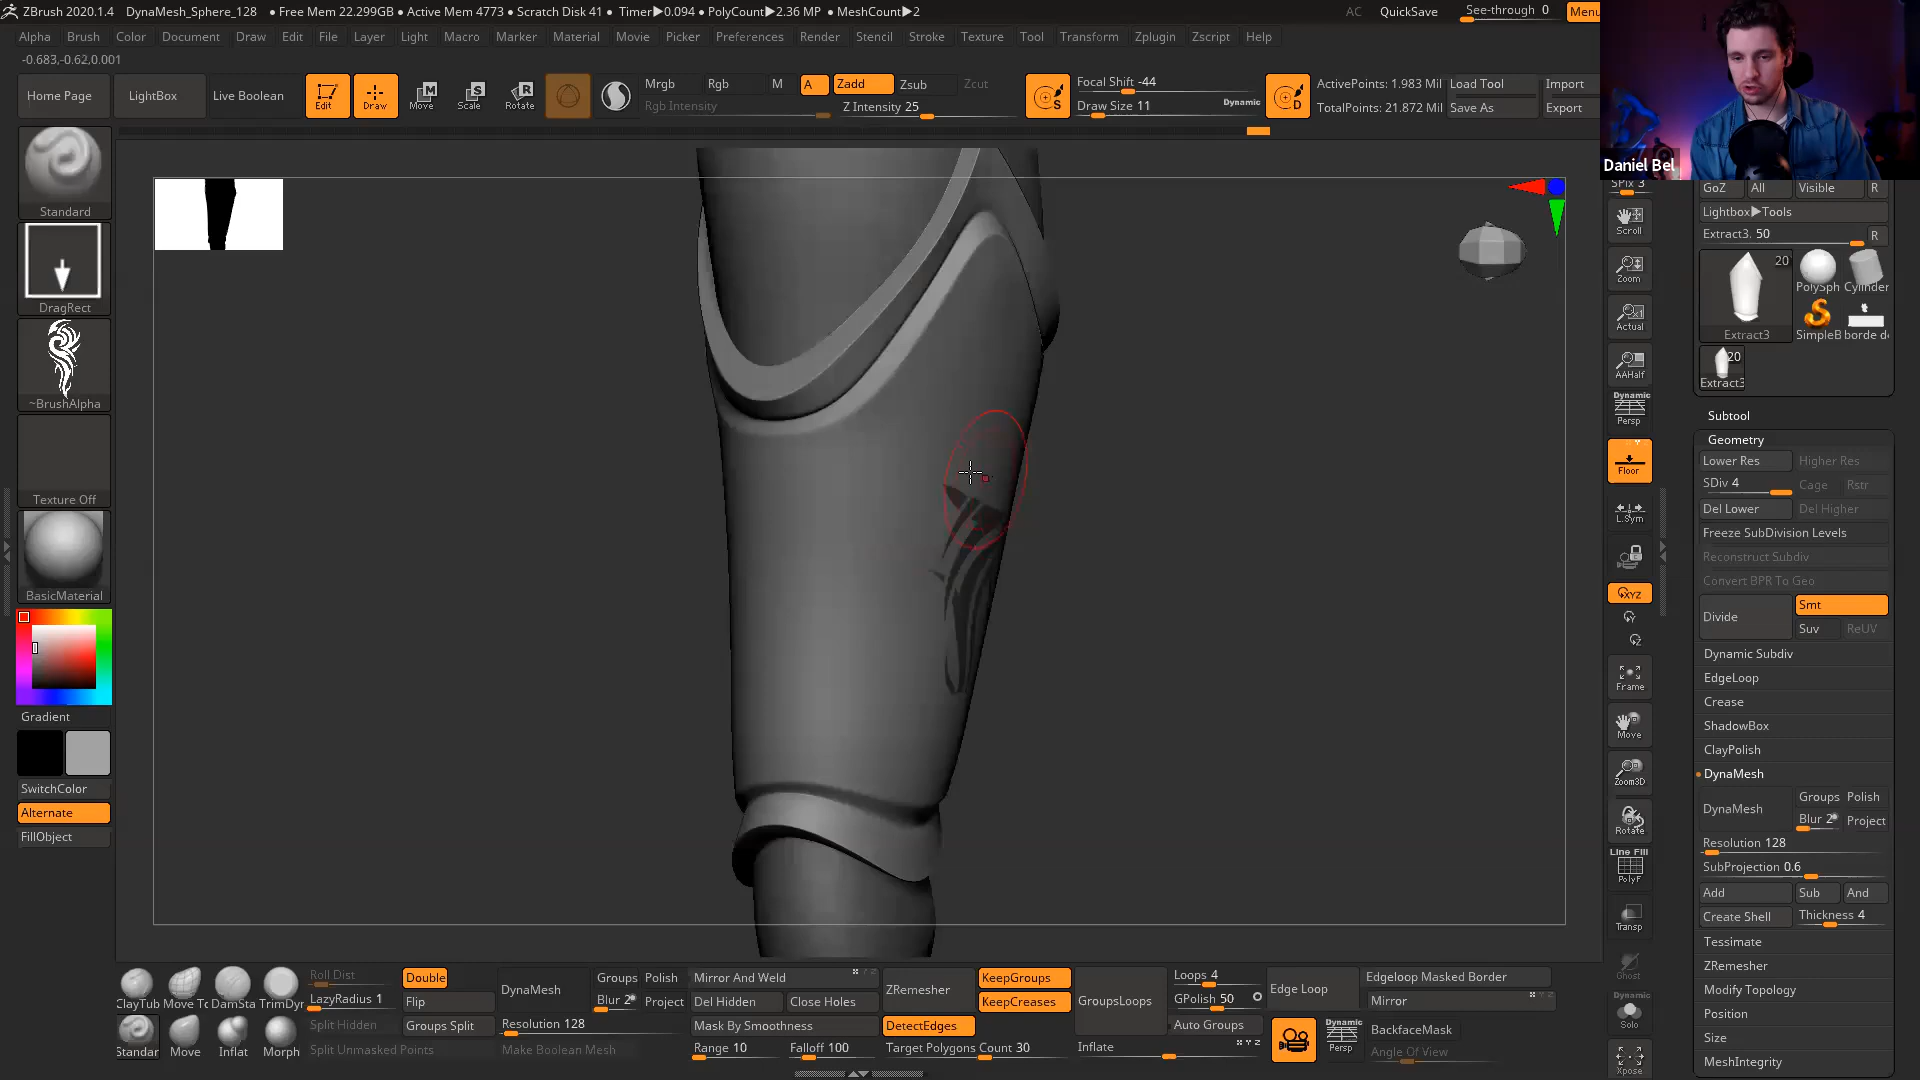 ZBrush 2020.1.4 DynaMesh_Sphere_128 ● Free Mem 22.299GB ● Active Mem 4773 ● Scratch Disk 41 ● Timer▶0.094 ● PolyCount▶2.36 MP ● MeshCount▶2 AC QuickSave See-through 0 Menu
Alpha Brush Color Document Draw Edit File Layer Light Macro Marker Material Movie Picker Preferences Render Stencil Stroke Texture Tool Transform Zplugin Zscript Help
-0.683,-0.62,0.001
Home Page LightBox Live Boolean Edit Draw Move Scale Rotate
Mrgb Rgb M A Zadd Zsub Zcut
Rgb Intensity Z Intensity 25
Focal Shift -44
Draw Size 11 Dynamic
ActivePoints: 1.983 Mil Load Tool Import
TotalPoints: 21.872 Mil Save As Export
Daniel Bel
Standard
DragRect
~BrushAlpha
Texture Off
BasicMaterial
Gradient
SwitchColor
Alternate
FillObject
SPix 3
Scroll
Zoom
Actual
AAHalf
Dynamic
Persp
Floor
L.Sym
XYZ
Frame
Move
Zoom3D
Rotate
Line Fill
PolyF
Transp
Ghost
Dynamic
Solo
Xpose
GoZ All Visible R
Lightbox▶Tools
Extract3. 50 R
20
PolySph Cylinder
Extract3 SimpleB borde d
20
Extract3
Subtool
Geometry
Lower Res Higher Res
SDiv 4 Cage Rstr
Del Lower Del Higher
Freeze SubDivision Levels
Reconstruct Subdiv
Convert BPR To Geo
Divide Smt
Suv ReUV
Dynamic Subdiv
EdgeLoop
Crease
ShadowBox
ClayPolish
DynaMesh
DynaMesh Groups Polish
Blur 2 Project
Resolution 128
SubProjection 0.6
Add Sub And
Create Shell Thickness 4
Tessimate
ZRemesher
Modify Topology
Position
Size
MeshIntegrity
ClayTub Move To DamSta TrimDyn
Standar Move Inflat Morph
Roll Dist
LazyRadius 1
Split Hidden
Split Unmasked Points
Double
Flip
Groups Split
DynaMesh Groups Polish
Blur 2 Project
Resolution 128
Make Boolean Mesh
Mirror And Weld
Del Hidden Close Holes
Mask By Smoothness
Range 10 Falloff 100
ZRemesher KeepGroups
KeepCreases
DetectEdges
Target Polygons Count 30
GroupsLoops
Inflate
Loops 4
GPolish 50
Auto Groups
Edge Loop
Edgeloop Masked Border
Mirror
Dynamic
Persp
BackfaceMask
Angle Of View